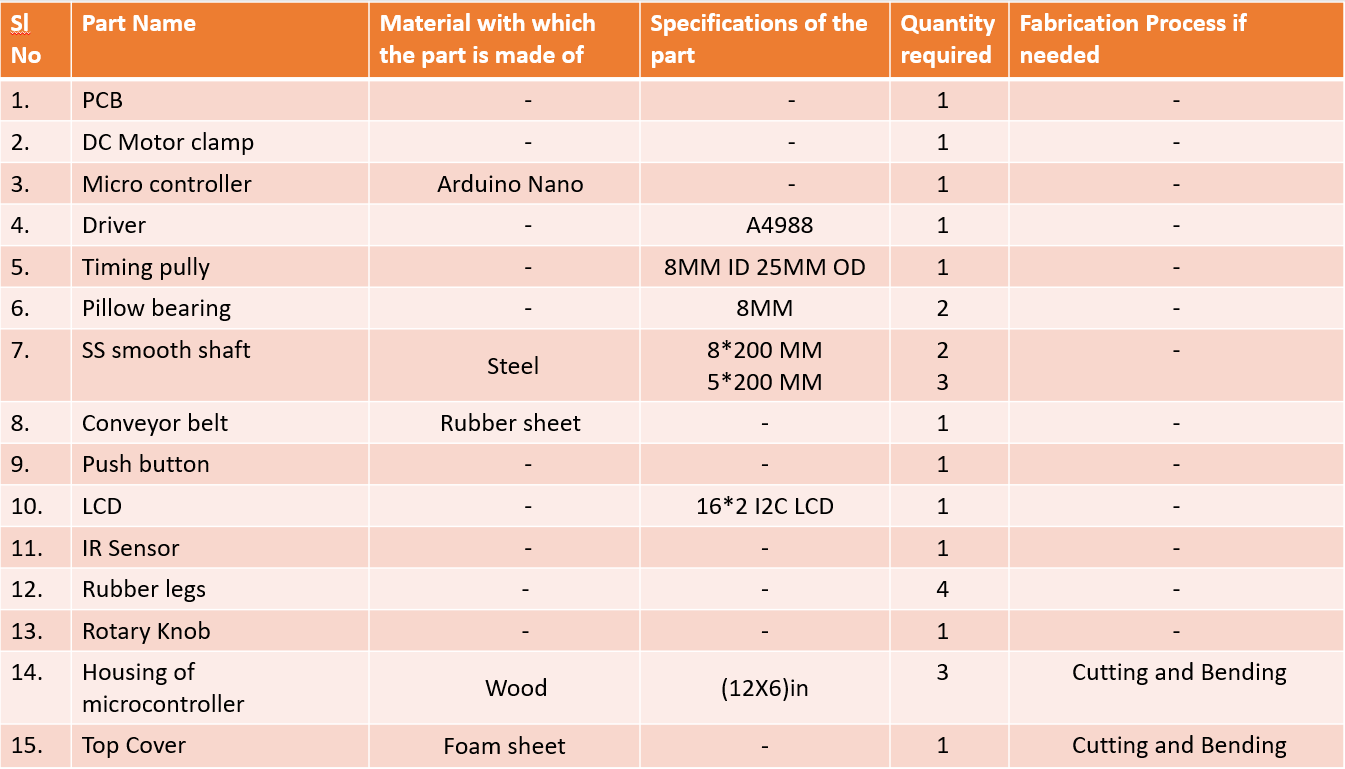 Sl No | Part Name | Material with which the part is made of | Specifications of the part | Quantity required | Fabrication Process if needed
1. | PCB | - | - | 1 | -
2. | DC Motor clamp | - | - | 1 | -
3. | Micro controller | Arduino Nano | - | 1 | -
4. | Driver | - | A4988 | 1 | -
5. | Timing pully | - | 8MM ID 25MM OD | 1 | -
6. | Pillow bearing | - | 8MM | 2 | -
7. | SS smooth shaft | Steel | 8*200 MM 5*200 MM | 2 3 | -
8. | Conveyor belt | Rubber sheet | - | 1 | -
9. | Push button | - | - | 1 | -
10. | LCD | - | 16*2 I2C LCD | 1 | -
11. | IR Sensor | - | - | 1 | -
12. | Rubber legs | - | - | 4 | -
13. | Rotary Knob | - | - | 1 | -
14. | Housing of microcontroller | Wood | (12X6)in | 3 | Cutting and Bending
15. | Top Cover | Foam sheet | - | 1 | Cutting and Bending